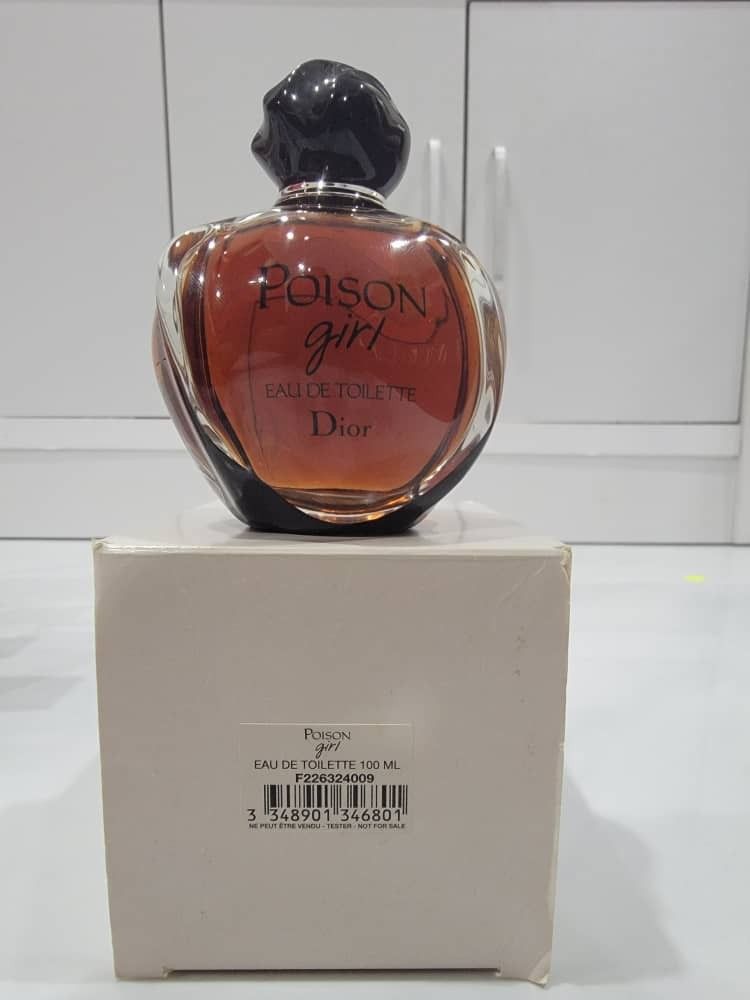 POISON
girl
EAU DE TOILETTE
Dior
POISON
girl
EAU DE TOILETTE 100 ML
F226324009
3 348901 346801
NE PEUT ÊTRE VENDU - TESTER - NOT FOR SALE